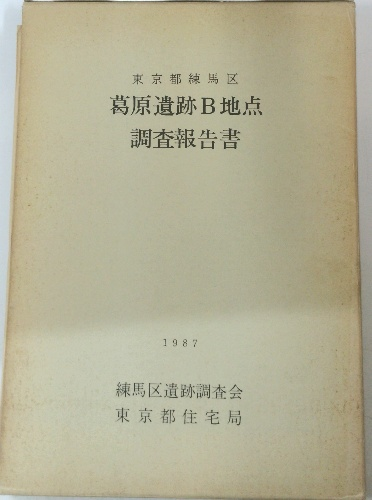 東京都練馬区
葛原遺跡B地点
調査報告書
1987
練馬区遺跡調査会
東京都住宅局